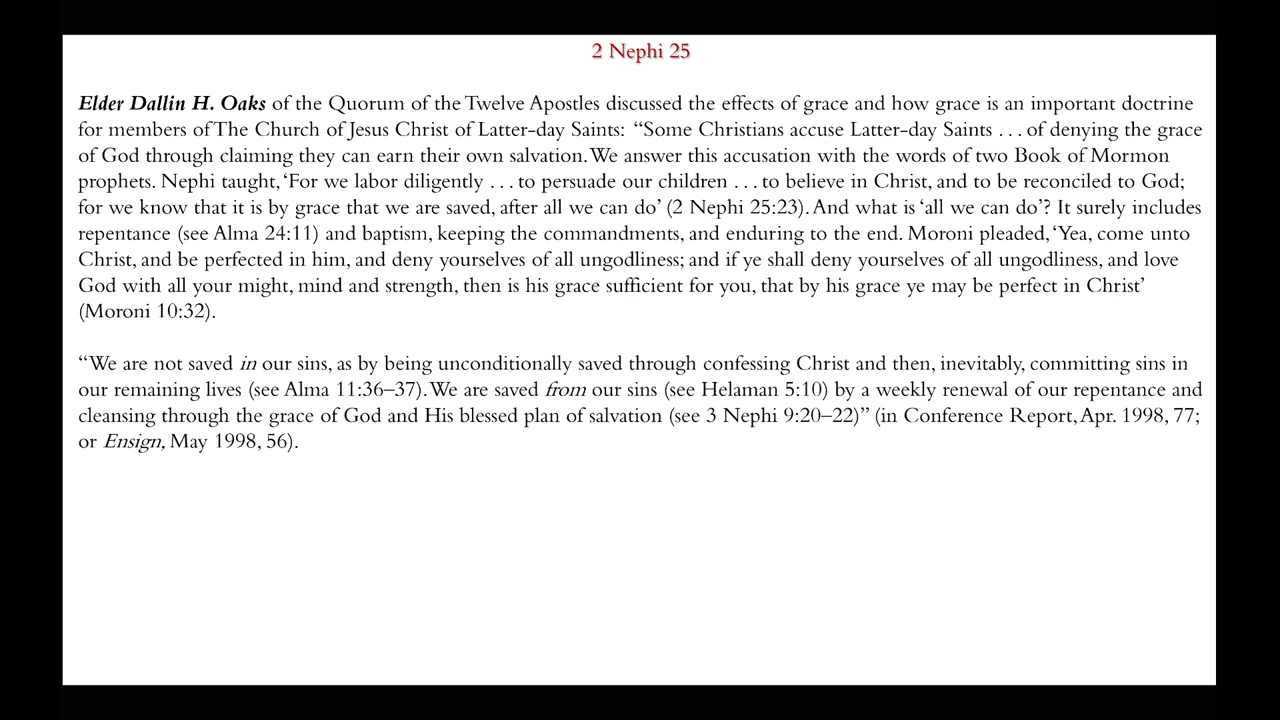 2 Nephi 25
Elder Dallin H. Oaks of the Quorum of the Twelve Apostles discussed the effects of grace and how grace is an important doctrine
for members of The Church of Jesus Christ of Latter-day Saints: “Some Christians accuse Latter-day Saints . . . of denying the grace
of God through claiming they can earn their own salvation. We answer this accusation with the words of two Book of Mormon
prophets. Nephi taught, ‘For we labor diligently . . . to persuade our children . . . to believe in Christ, and to be reconciled to God;
for we know that it is by grace that we are saved, after all we can do’ (2 Nephi 25:23). And what is ‘all we can do’? It surely includes
repentance (see Alma 24:11) and baptism, keeping the commandments, and enduring to the end. Moroni pleaded, ‘Yea, come unto
Christ, and be perfected in him, and deny yourselves of all ungodliness; and if ye shall deny yourselves of all ungodliness, and love
God with all your might, mind and strength, then is his grace sufficient for you, that by his grace ye may be perfect in Christ’
(Moroni 10:32).
“We are not saved in our sins, as by being unconditionally saved through confessing Christ and then, inevitably, committing sins in
our remaining lives (see Alma 11:36–37). We are saved from our sins (see Helaman 5:10) by a weekly renewal of our repentance and
cleansing through the grace of God and His blessed plan of salvation (see 3 Nephi 9:20–22)” (in Conference Report, Apr. 1998, 77;
or Ensign, May 1998, 56).